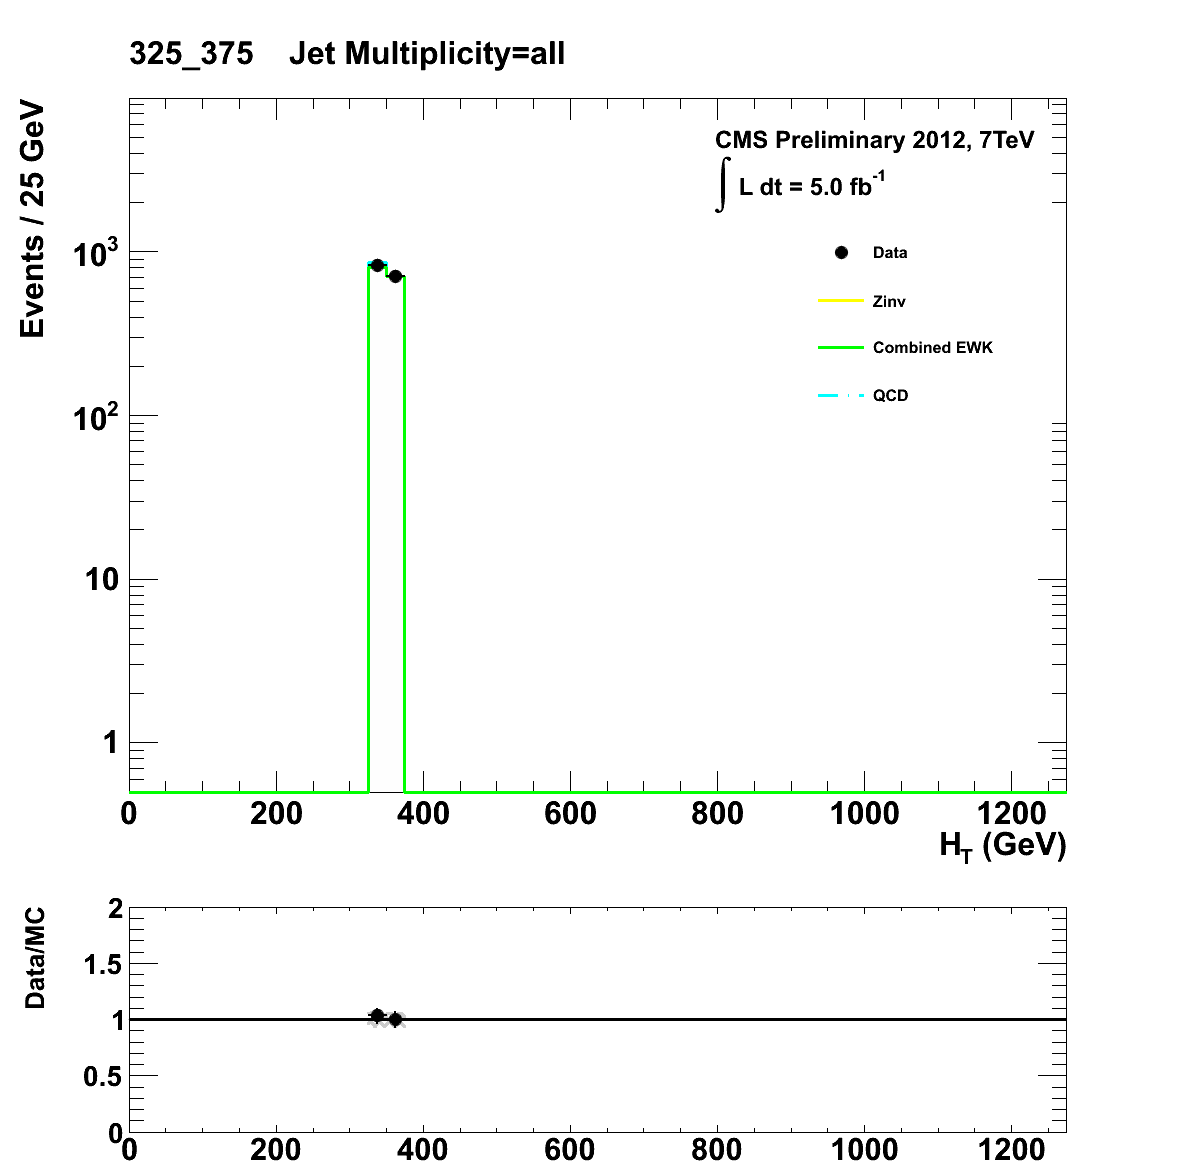 325_375    Jet Multiplicity=all
Events / 25 GeV
CMS Preliminary 2012, 7TeV
∫ L dt = 5.0 fb⁻¹
Data
Zinv
Combined EWK
QCD
10³
10²
10
1
0 200 400 600 800 1000 1200
H_T (GeV)
Data/MC
2
1.5
1
0.5
0
0 200 400 600 800 1000 1200